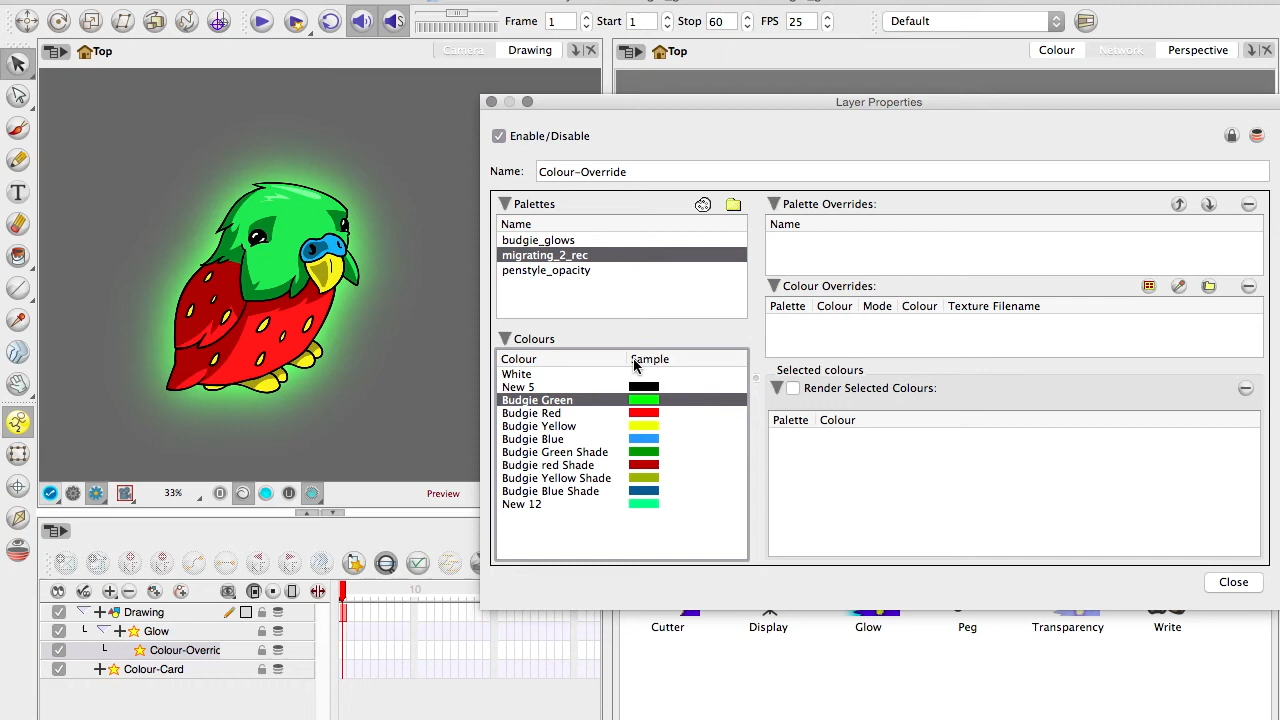 Frame 1 Start 1 Stop 60 FPS 25 Default
Top Camera Drawing
Top Colour Network Perspective
Layer Properties
Enable/Disable
Name: Colour-Override
Palettes
Name
budgie_glows
migrating_2_rec
penstyle_opacity
Colours
Colour Sample
White
New 5
Budgie Green
Budgie Red
Budgie Yellow
Budgie Blue
Budgie Green Shade
Budgie red Shade
Budgie Yellow Shade
Budgie Blue Shade
New 12
Palette Overrides:
Name
Colour Overrides:
Palette Colour Mode Colour Texture Filename
Selected colours
Render Selected Colours:
Palette Colour
Close
33% Preview
T
10
Drawing
Glow
Colour-Overric
Colour-Card
Cutter Display Glow Peg Transparency Write